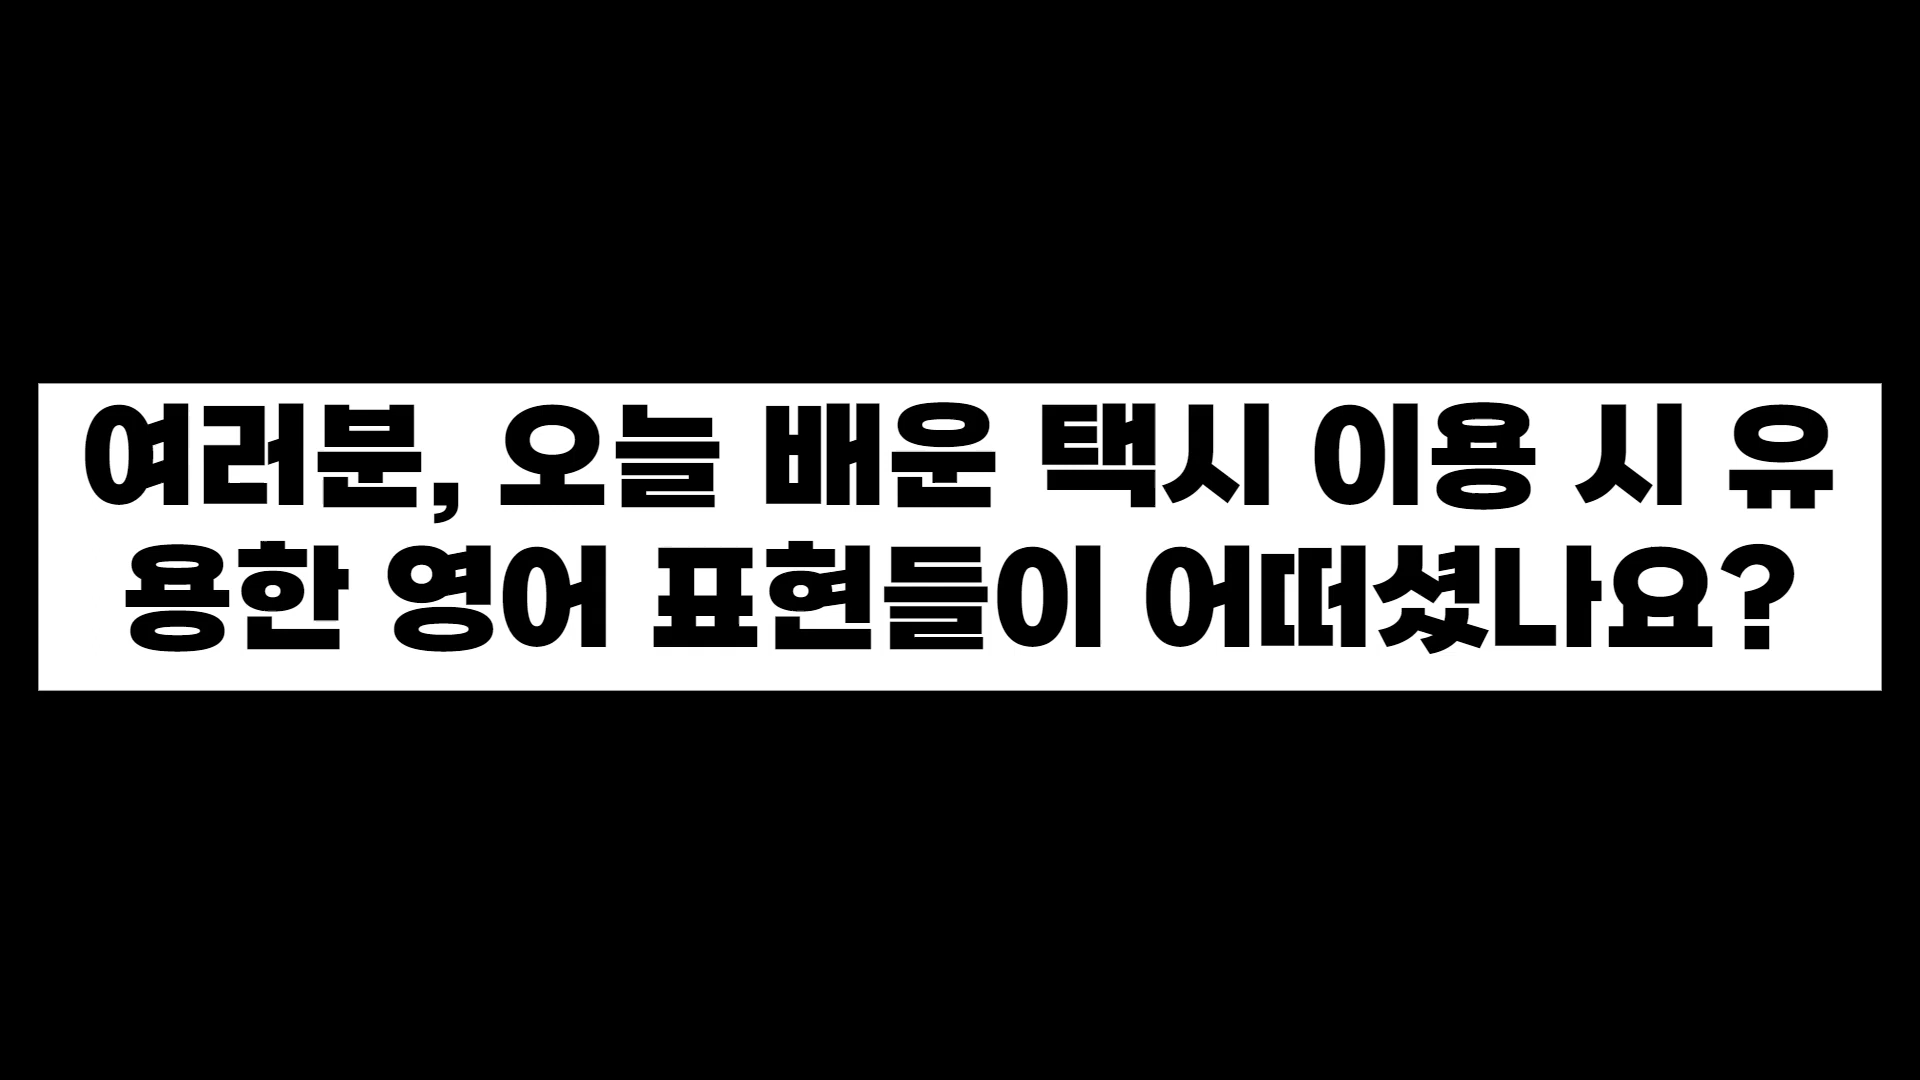 여러분, 오늘 배운 택시 이용 시 유
용한 영어 표현들이 어떠셨나요?